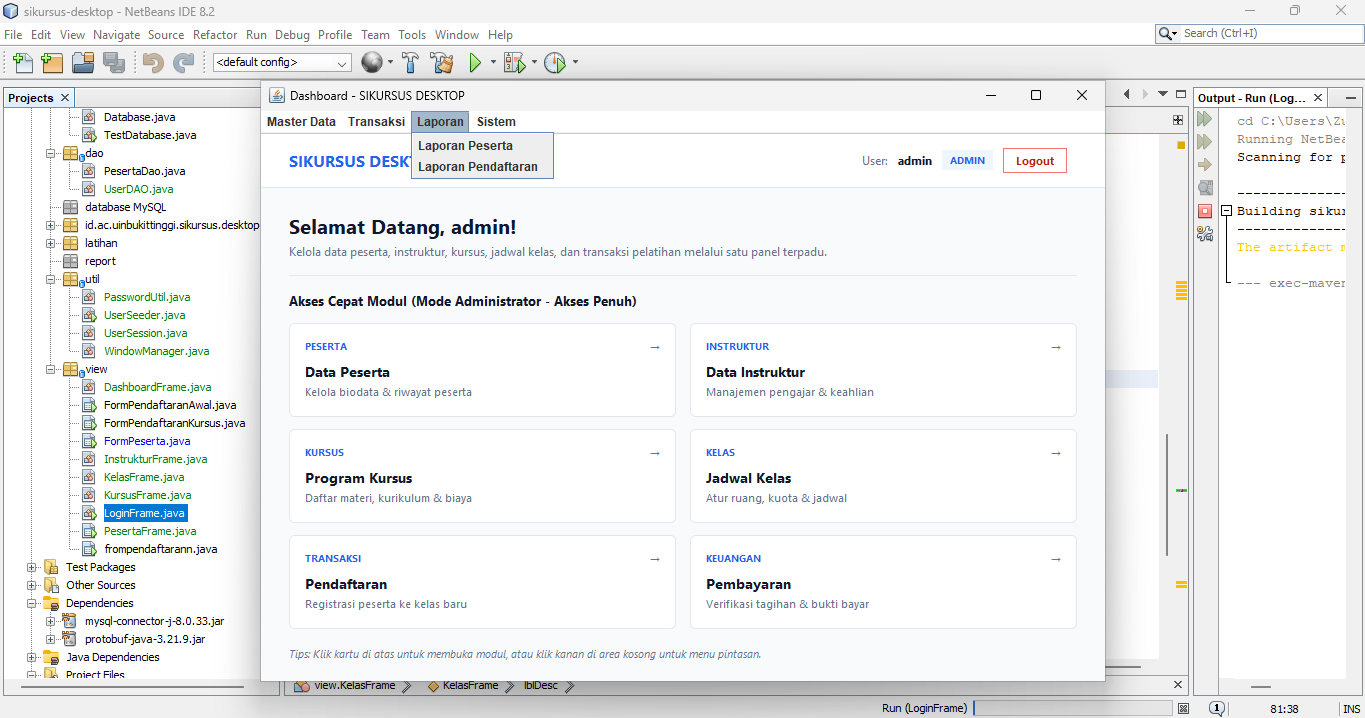 sikursus-desktop - NetBeans IDE 8.2
File Edit View Navigate Source Refactor Run Debug Profile Team Tools Window Help
Search (Ctrl+I)
<default config>
Projects
Database.java
TestDatabase.java
dao
PesertaDao.java
UserDAO.java
database MySQL
id.ac.uinbukittinggi.sikursus.desktop
latihan
report
util
PasswordUtil.java
UserSeeder.java
UserSession.java
WindowManager.java
view
DashboardFrame.java
FormPendaftaranAwal.java
FormPendaftaranKursus.java
FormPeserta.java
InstrukturFrame.java
KelasFrame.java
KursusFrame.java
LoginFrame.java
PesertaFrame.java
frompendaftarann.java
Test Packages
Other Sources
Dependencies
mysql-connector-j-8.0.33.jar
protobuf-java-3.21.9.jar
Java Dependencies
Project Files
Dashboard - SIKURSUS DESKTOP
Master Data Transaksi Laporan Sistem
Laporan Peserta
Laporan Pendaftaran
SIKURSUS DESKT
User: admin ADMIN Logout
Selamat Datang, admin!
Kelola data peserta, instruktur, kursus, jadwal kelas, dan transaksi pelatihan melalui satu panel terpadu.
Akses Cepat Modul (Mode Administrator - Akses Penuh)
PESERTA →
Data Peserta
Kelola biodata & riwayat peserta
INSTRUKTUR →
Data Instruktur
Manajemen pengajar & keahlian
KURSUS →
Program Kursus
Daftar materi, kurikulum & biaya
KELAS →
Jadwal Kelas
Atur ruang, kuota & jadwal
TRANSAKSI →
Pendaftaran
Registrasi peserta ke kelas baru
KEUANGAN →
Pembayaran
Verifikasi tagihan & bukti bayar
Tips: Klik kartu di atas untuk membuka modul, atau klik kanan di area kosong untuk menu pintasan.
view.KelasFrame KelasFrame lblDesc
Output - Run (Log...
cd C:\Users\Zu
Running NetBea
Scanning for p
--------------
Building sikur
--------------
The artifact m
--- exec-maven
Run (LoginFrame)
1
81:38
INS